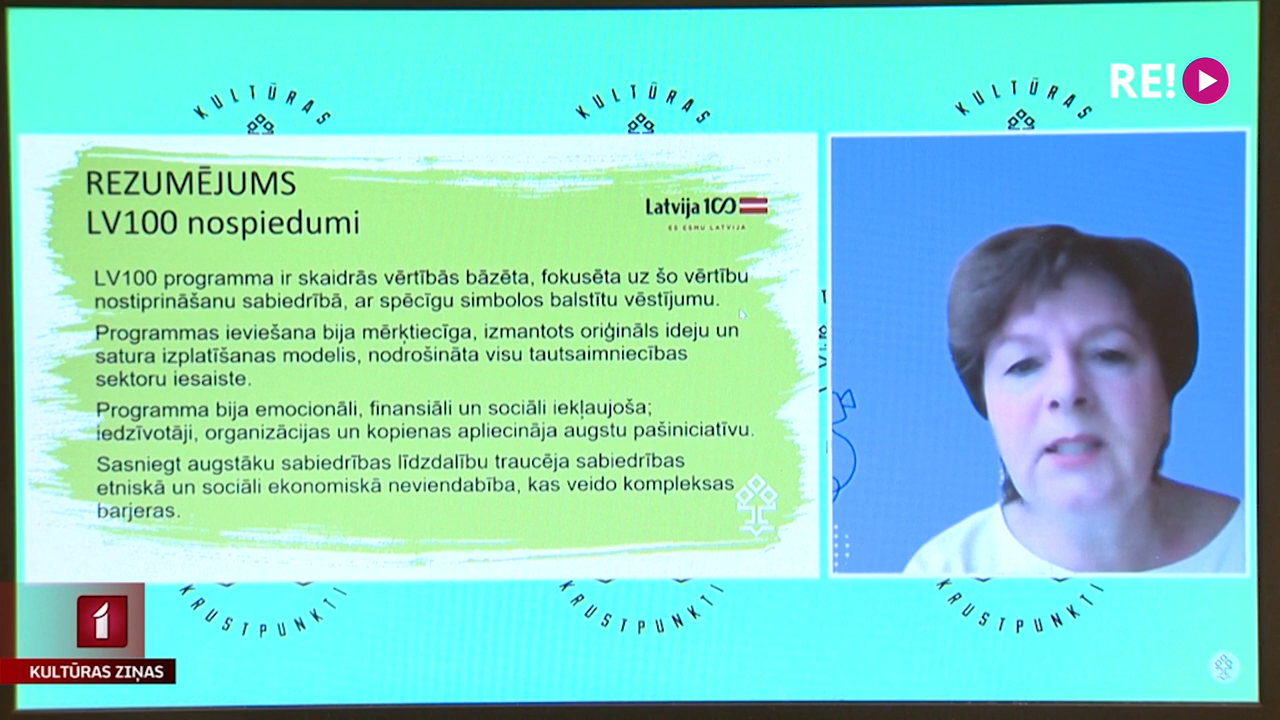 RE!
KULTŪRAS
KULTŪRAS
KULTŪRAS
REZUMĒJUMS
LV100 nospiedumi
Latvija 100
ES ESMU LATVIJA
LV100 programma ir skaidrās vērtībās bāzēta, fokusēta uz šo vērtību
nostiprināšanu sabiedrībā, ar spēcīgu simbolos balstītu vēstījumu.
Programmas ieviešana bija mērķtiecīga, izmantots oriģināls ideju un
satura izplatīšanas modelis, nodrošināta visu tautsaimniecības
sektoru iesaiste.
Programma bija emocionāli, finansiāli un sociāli iekļaujoša;
iedzīvotāji, organizācijas un kopienas apliecināja augstu pašiniciatīvu.
Sasniegt augstāku sabiedrības līdzdalību traucēja sabiedrības
etniskā un sociāli ekonomiskā neviendabība, kas veido kompleksas
barjeras.
KRUSTPUNKTI
KRUSTPUNKTI
KRUSTPUNKTI
1
KULTŪRAS ZIŅAS